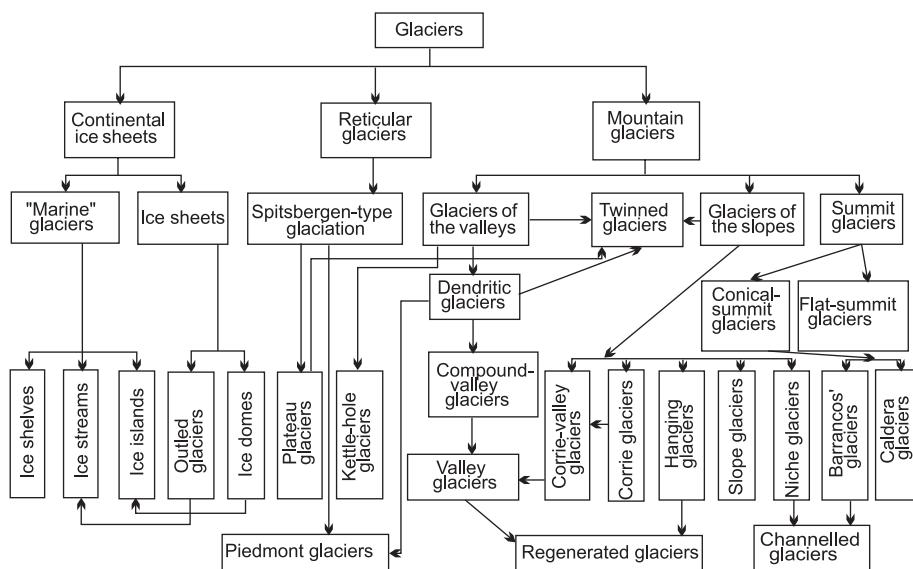 Glaciers
Continental
ice sheets
Reticular
glaciers
Mountain
glaciers
"Marine"
glaciers
Ice sheets
Spitsbergen-type
glaciation
Glaciers of
the valleys
Twinned
glaciers
Glaciers of
the slopes
Summit
glaciers
Dendritic
glaciers
Conical-
summit
glaciers
Flat-summit
glaciers
Ice shelves
Ice streams
Ice islands
Outled
glaciers
Ice domes
Plateau
glaciers
Kettle-hole
glaciers
Compound-
valley
glaciers
Corrie-valley
glaciers
Corrie glaciers
Hanging
glaciers
Slope glaciers
Niche glaciers
Barrancos'
glaciers
Caldera
glaciers
Valley
glaciers
Piedmont glaciers
Regenerated glaciers
Channelled
glaciers